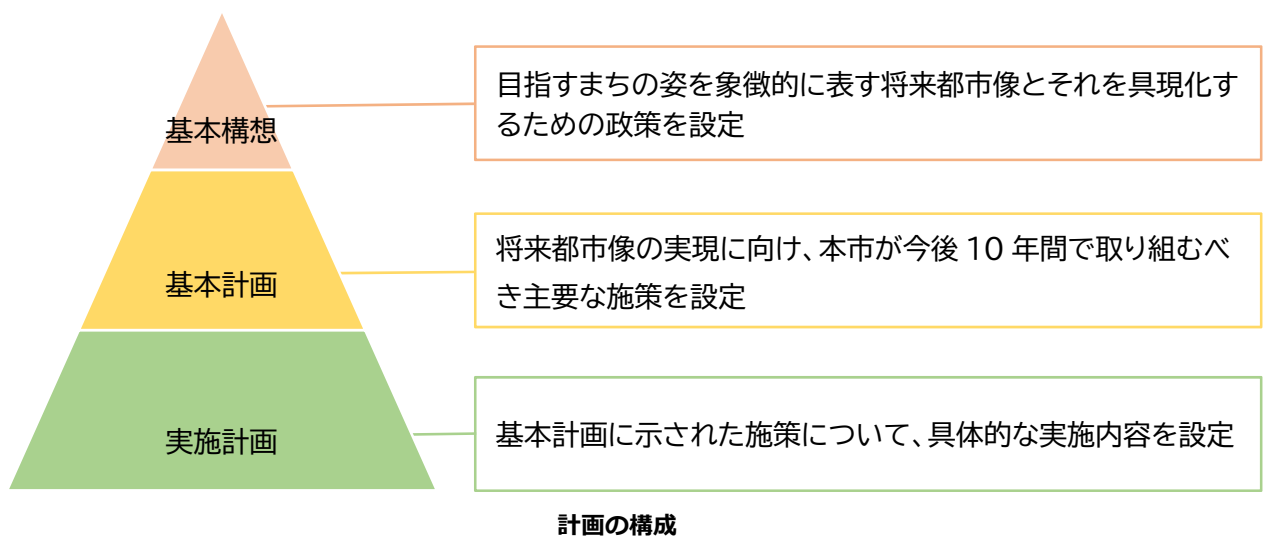 基本構想
目指すまちの姿を象徴的に表す将来都市像とそれを具現化す
るための政策を設定
基本計画
将来都市像の実現に向け、本市が今後 10 年間で取り組むべ
き主要な施策を設定
実施計画
基本計画に示された施策について、具体的な実施内容を設定
計画の構成